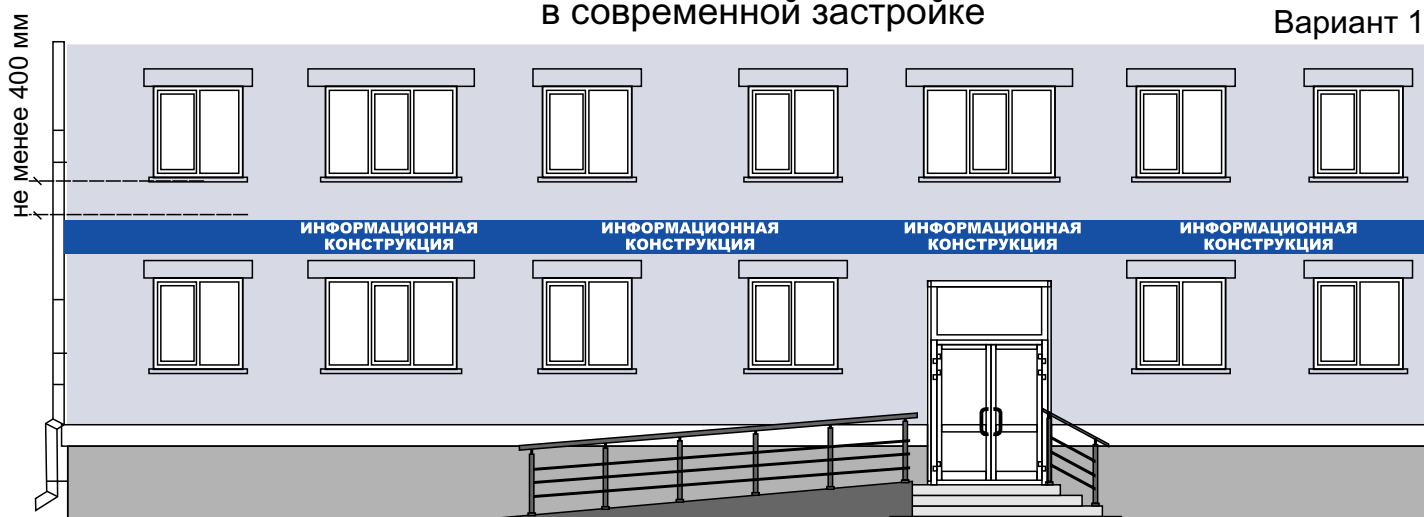 в современной застройке
Вариант 1
не менее 400 мм
ИНФОРМАЦИОННАЯ
КОНСТРУКЦИЯ
ИНФОРМАЦИОННАЯ
КОНСТРУКЦИЯ
ИНФОРМАЦИОННАЯ
КОНСТРУКЦИЯ
ИНФОРМАЦИОННАЯ
КОНСТРУКЦИЯ